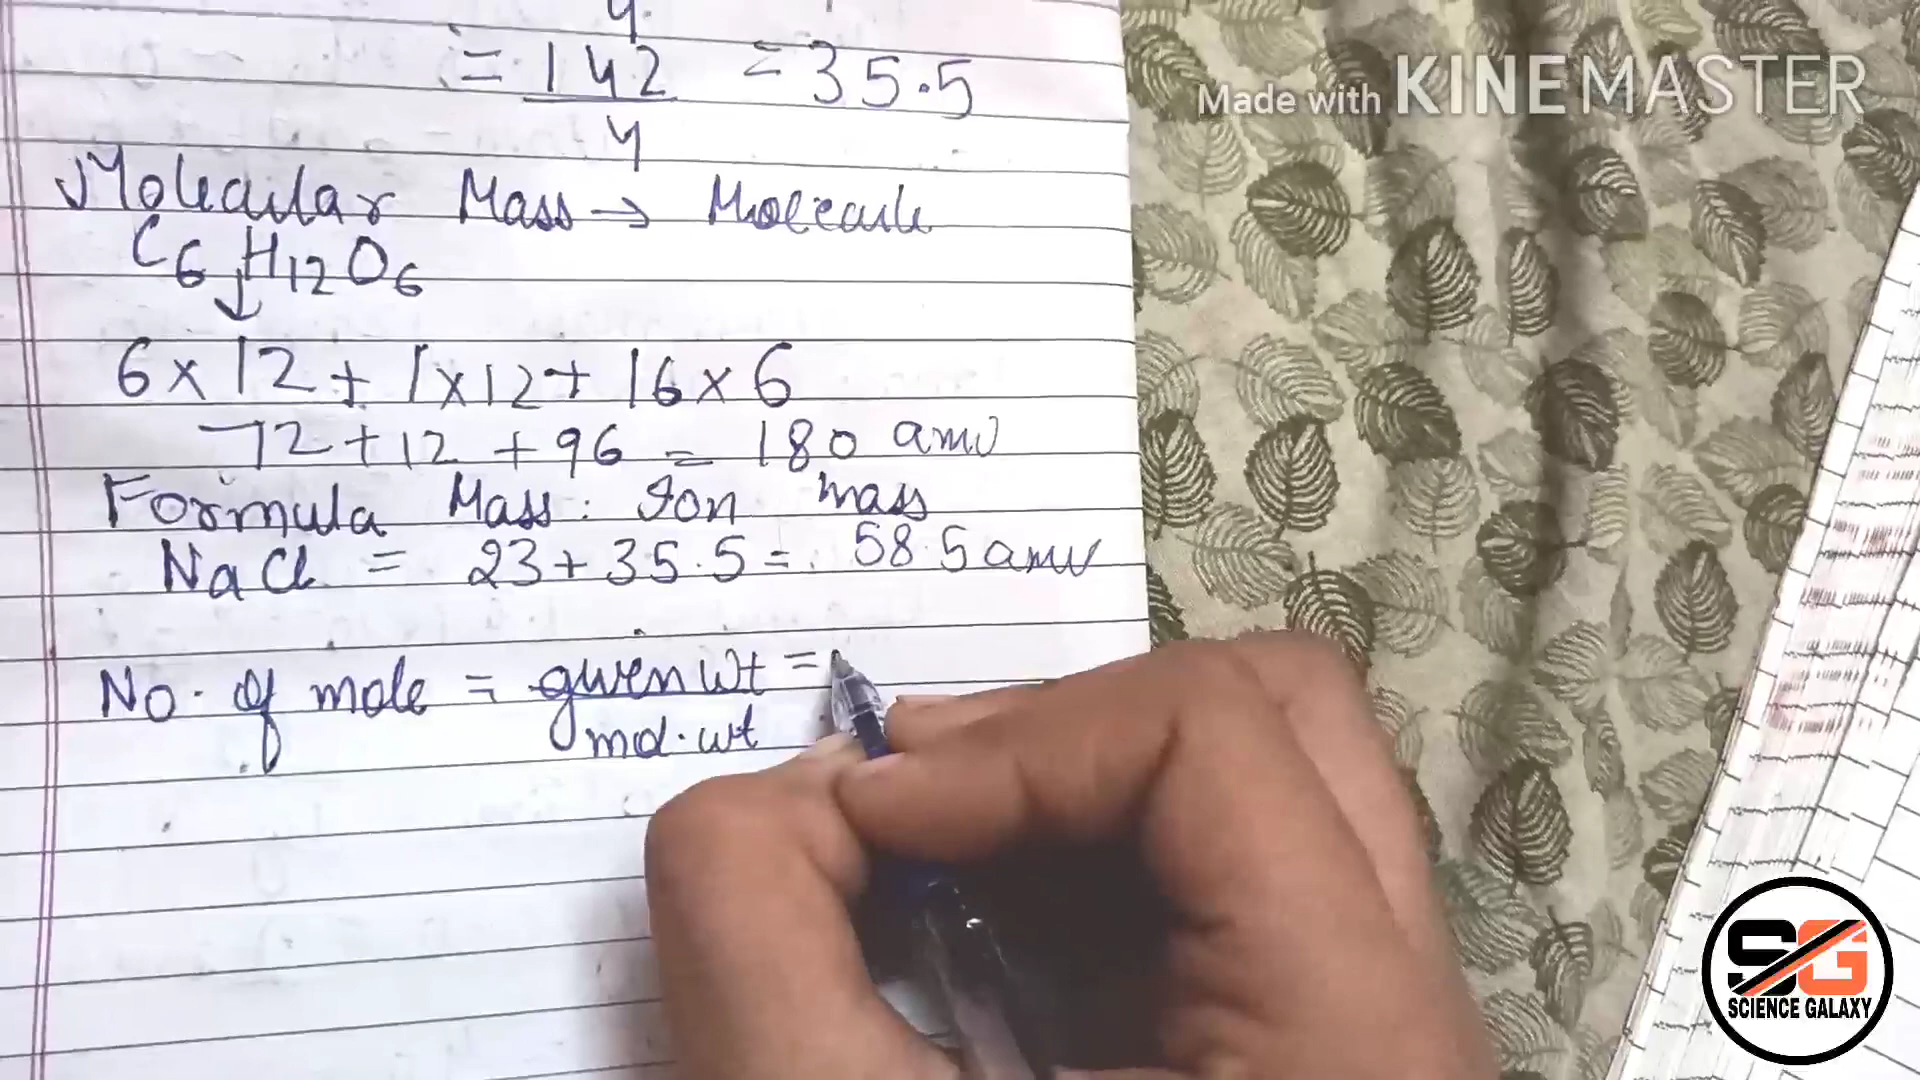 = 142 = 35.5
4
Molecular Mass → Molecule
C6H12O6
↓
6 × 12 + 1 × 12 + 16 × 6
72 + 12 + 96 = 180 amu
Formula Mass : Ion mass
NaCl = 23 + 35.5 = 58.5 amu
No. of mole = given wt =
mol. wt
Made with KINEMASTER
SG
SCIENCE GALAXY